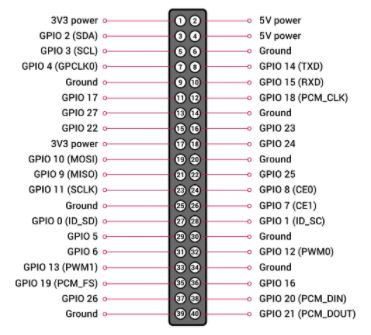 3V3 power 1 2 5V power
GPIO 2 (SDA) 3 4 5V power
GPIO 3 (SCL) 5 6 Ground
GPIO 4 (GPCLK0) 7 8 GPIO 14 (TXD)
Ground 9 10 GPIO 15 (RXD)
GPIO 17 11 12 GPIO 18 (PCM_CLK)
GPIO 27 13 14 Ground
GPIO 22 15 16 GPIO 23
3V3 power 17 18 GPIO 24
GPIO 10 (MOSI) 19 20 Ground
GPIO 9 (MISO) 21 22 GPIO 25
GPIO 11 (SCLK) 23 24 GPIO 8 (CE0)
Ground 25 26 GPIO 7 (CE1)
GPIO 0 (ID_SD) 27 28 GPIO 1 (ID_SC)
GPIO 5 29 30 Ground
GPIO 6 31 32 GPIO 12 (PWM0)
GPIO 13 (PWM1) 33 34 Ground
GPIO 19 (PCM_FS) 35 36 GPIO 16
GPIO 26 37 38 GPIO 20 (PCM_DIN)
Ground 39 40 GPIO 21 (PCM_DOUT)